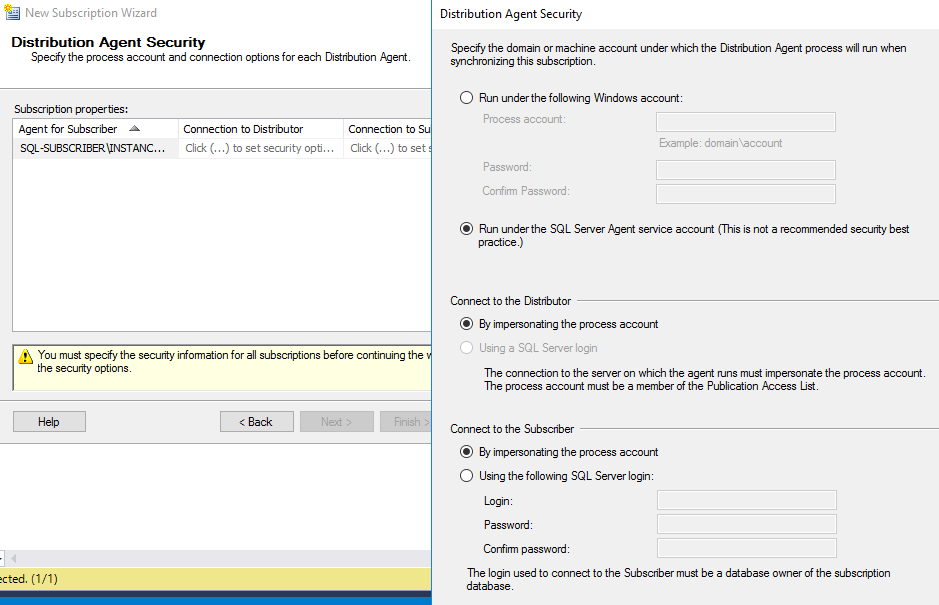 New Subscription Wizard
Distribution Agent Security
Specify the process account and connection options for each Distribution Agent.
Subscription properties:
Agent for Subscriber
Connection to Distributor
Connection to Su
SQL-SUBSCRIBER\INSTANC...
Click (...) to set security opti...
Click (...) to set s
You must specify the security information for all subscriptions before continuing the w
the security options.
Help
< Back
Next >
Finish >
ected. (1/1)
Distribution Agent Security
Specify the domain or machine account under which the Distribution Agent process will run when
synchronizing this subscription.
Run under the following Windows account:
Process account:
Example: domain\account
Password:
Confirm Password:
Run under the SQL Server Agent service account (This is not a recommended security best
practice.)
Connect to the Distributor
By impersonating the process account
Using a SQL Server login
The connection to the server on which the agent runs must impersonate the process account.
The process account must be a member of the Publication Access List.
Connect to the Subscriber
By impersonating the process account
Using the following SQL Server login:
Login:
Password:
Confirm password:
The login used to connect to the Subscriber must be a database owner of the subscription
database.